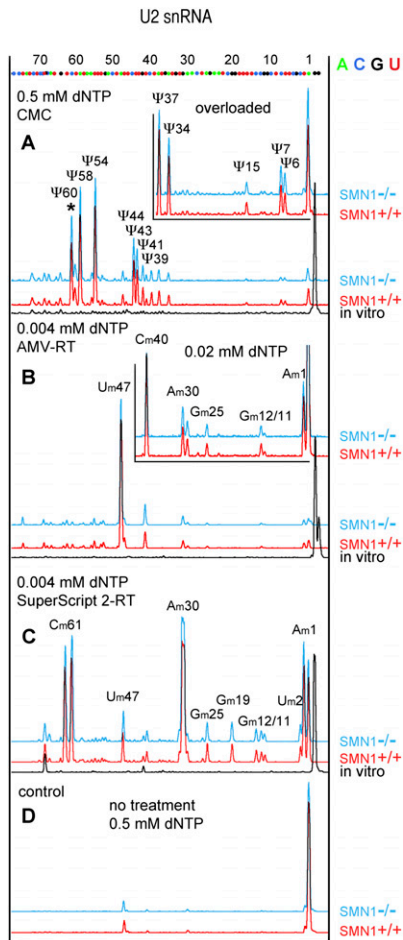 U2 snRNA
70 60 50 40 30 20 10 1
A C G U
0.5 mM dNTP
CMC
A
Ψ60
*
Ψ58
Ψ54
Ψ44
Ψ43
Ψ41
Ψ39
overloaded
Ψ37
Ψ34
Ψ15
Ψ7
Ψ6
SMN1-/-
SMN1+/+
SMN1-/-
SMN1+/+
in vitro
0.004 mM dNTP
AMV-RT
B
Um47
Cm40
0.02 mM dNTP
Am30
Gm25
Gm12/11
Am1
SMN1-/-
SMN1+/+
SMN1-/-
SMN1+/+
in vitro
0.004 mM dNTP
SuperScript 2-RT
C
Cm61
Um47
Am30
Gm25
Gm19
Gm12/11
Um2
Am1
SMN1-/-
SMN1+/+
in vitro
control
D
no treatment
0.5 mM dNTP
SMN1-/-
SMN1+/+